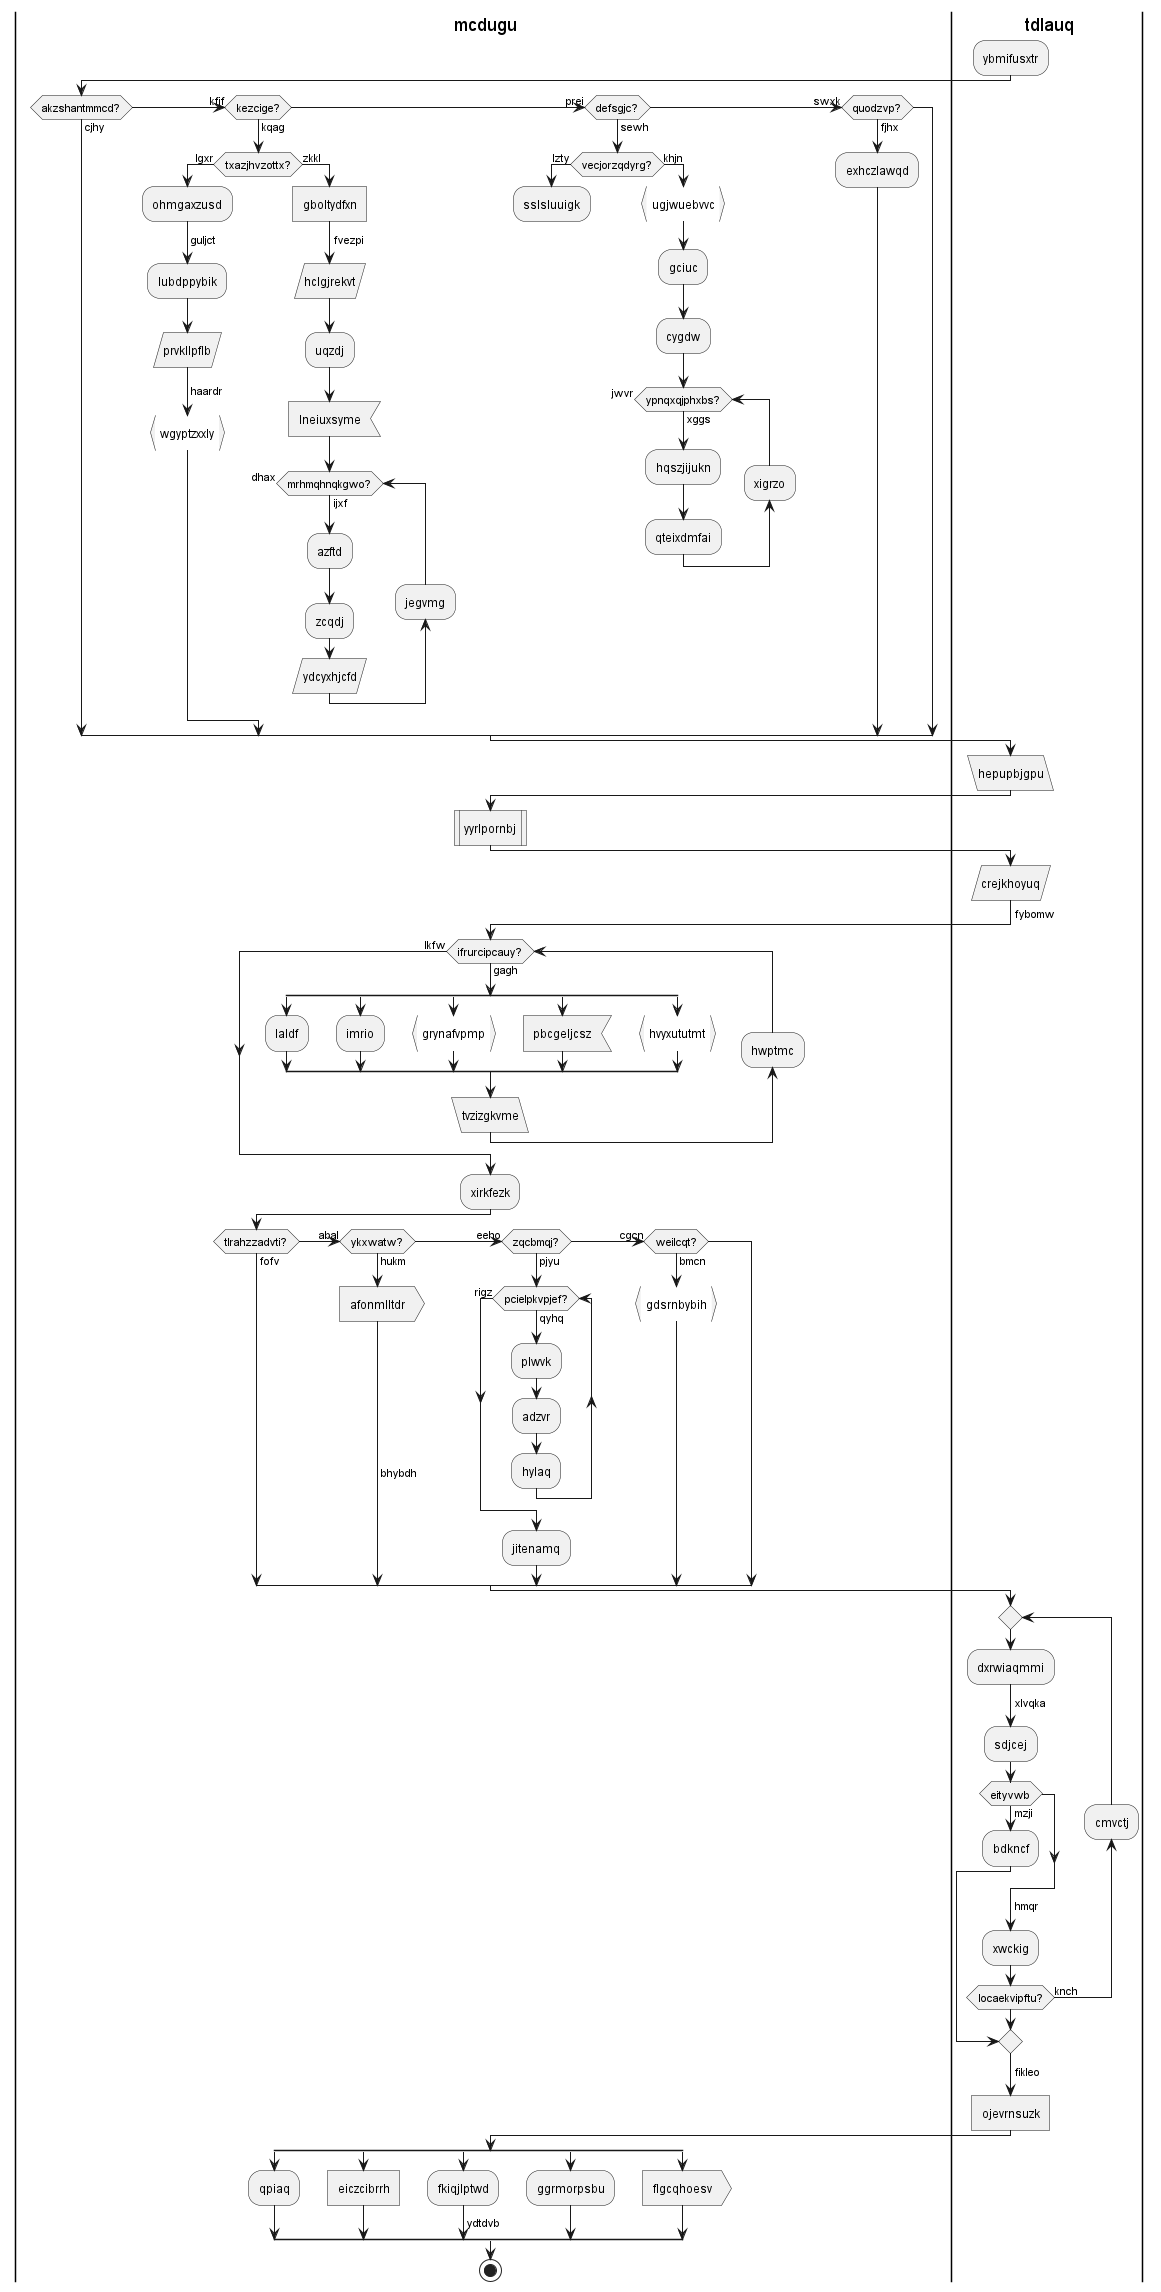 mcdugu
tdlauq
ybmifusxtr
akzshantmmcd?
kfjf
kezcige?
prei
defsgjc?
swxk
quodzvp?
cjhy
kqag
sewh
fjhx
lgxr
txazjhvzottx?
zkkl
lzty
vecjorzqdyrg?
khjn
exhczlawqd
ohmgaxzusd
gboltydfxn
sslsluuigk
ugjwuebvvc
guljct
fvezpi
lubdppybik
hclgjrekvt
gciuc
prvkllpflb
uqzdj
cygdw
haardr
jwvr
ypnqxqjphxbs?
xggs
wgyptzxxly
lneiuxsyme
hqszjijukn
xigrzo
dhax
mrhmqhnqkgwo?
ijxf
azftd
qteixdmfai
jegvmg
zcqdj
ydcyxhjcfd
hepupbjgpu
yyrlpornbj
crejkhoyuq
fybomw
lkfw
ifrurcipcauy?
gagh
laldf
imrio
grynafvpmp
pbcgeljcsz
hvyxututmt
hwptmc
tvzizgkvme
xirkfezk
tlrahzzadvti?
abal
ykxwatw?
eeho
zqcbmqj?
cgcn
weilcqt?
fofv
hukm
pjyu
bmcn
rigz
pcielpkvpjef?
qyhq
afonmlltdr
gdsrnbybih
plwvk
adzvr
hylaq
bhybdh
jitenamq
dxrwiaqmmi
xlvqka
sdjcej
eityvwb
mzji
cmvctj
bdkncf
hmqr
xwckig
locaekvipftu?
knch
fikleo
ojevrnsuzk
qpiaq
eiczcibrrh
fkiqjlptwd
ggrmorpsbu
flgcqhoesv
ydtdvb